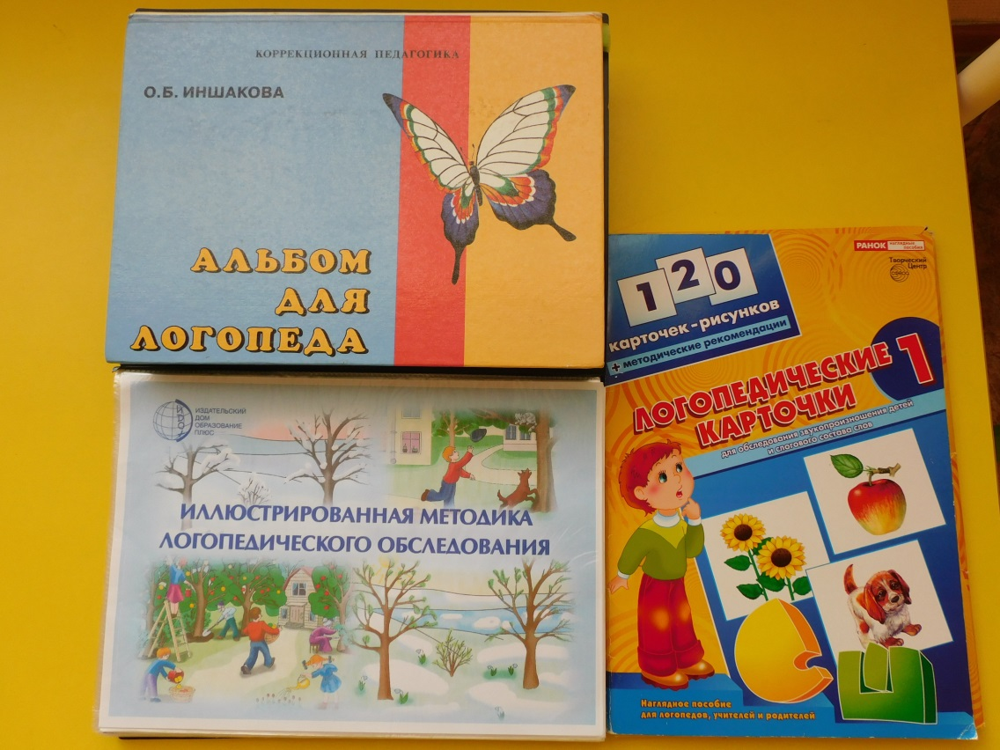 КОРРЕКЦИОННАЯ ПЕДАГОГИКА
О.Б. ИНШАКОВА
АЛЬБОМ
ДЛЯ
ЛОГОПЕДА
ИЗДАТЕЛЬСКИЙ
ДОМ
ОБРАЗОВАНИЕ
ПЛЮС
ИЛЛЮСТРИРОВАННАЯ МЕТОДИКА
ЛОГОПЕДИЧЕСКОГО ОБСЛЕДОВАНИЯ
РАНОК наглядные пособия
Творческий
Центр
120
карточек-рисунков
+ методические рекомендации
ЛОГОПЕДИЧЕСКИЕ 1
КАРТОЧКИ
для обследования звукопроизношения детей
и слогового состава слов
Наглядное пособие
для логопедов, учителей и родителей